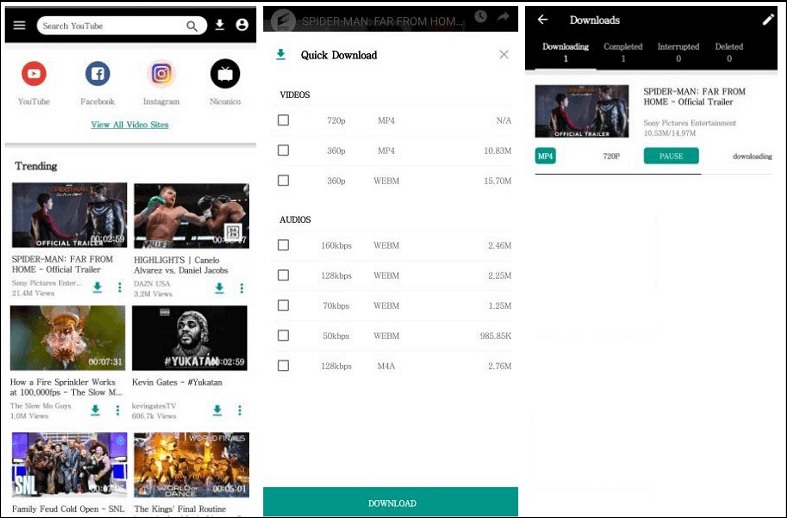 Search YouTube
YouTube
Facebook
Instagram
Niconico
View All Video Sites
Trending
OFFICIAL TRAILER
00:02:59
SPIDER-MAN: FAR FROM
HOME - Official Trailer
Sony Pictures Enter...
21.4M Views
DAZN
HIGHLIGHTS | Canelo
Alvarez vs. Daniel Jacobs
DAZN USA
3.2M Views
00:07:31
How a Fire Sprinkler Works
at 100,000fps - The Slow M...
The Slow Mo Guys
1.0M Views
#YUKATÁN
00:02:59
Kevin Gates - #Yukatan
kevingatesTV
606.7k Views
SNL
Family Feud Cold Open - SNL
WORLD FINALS
WORLD OF
DANCE
00:05:01
The Kings' Final Routine
SPIDER-MAN: FAR FROM HOM...
Quick Download
VIDEOS
720p MP4 N/A
360p MP4 10.83M
360p WEBM 15.70M
AUDIOS
160kbps WEBM 2.46M
128kbps WEBM 2.25M
70kbps WEBM 1.25M
50kbps WEBM 985.85K
128kbps M4A 2.76M
DOWNLOAD
Downloads
Downloading Completed Interrupted Deleted
1 1 0 0
OFFICIAL TRAILER
SPIDER-MAN: FAR
FROM HOME -
Official Trailer
Sony Pictures Entertainment
10.53M/14.97M
MP4 720P PAUSE downloading